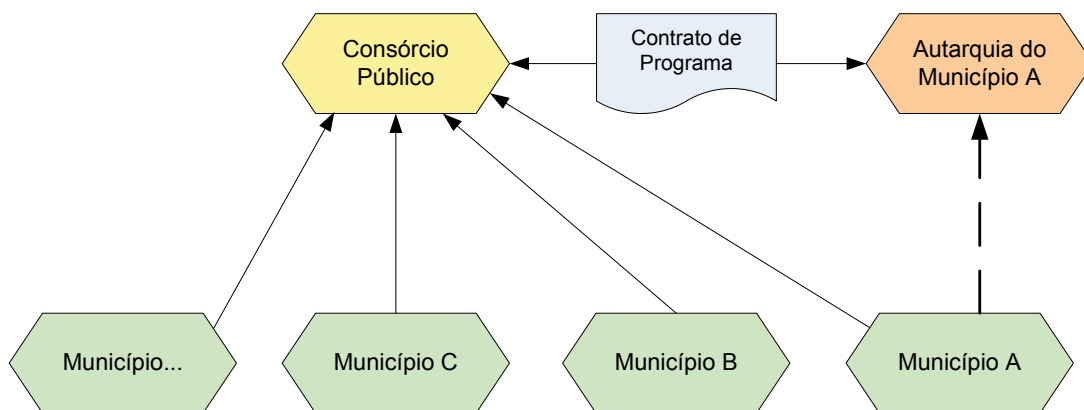 Consórcio
Público
Contrato de
Programa
Autarquia do
Município A
Município...
Município C
Município B
Município A